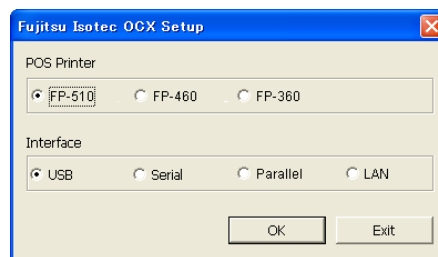 Fujitsu Isotec OCX Setup
POS Printer
FP-510 FP-460 FP-360
Interface
USB Serial Parallel LAN
OK Exit